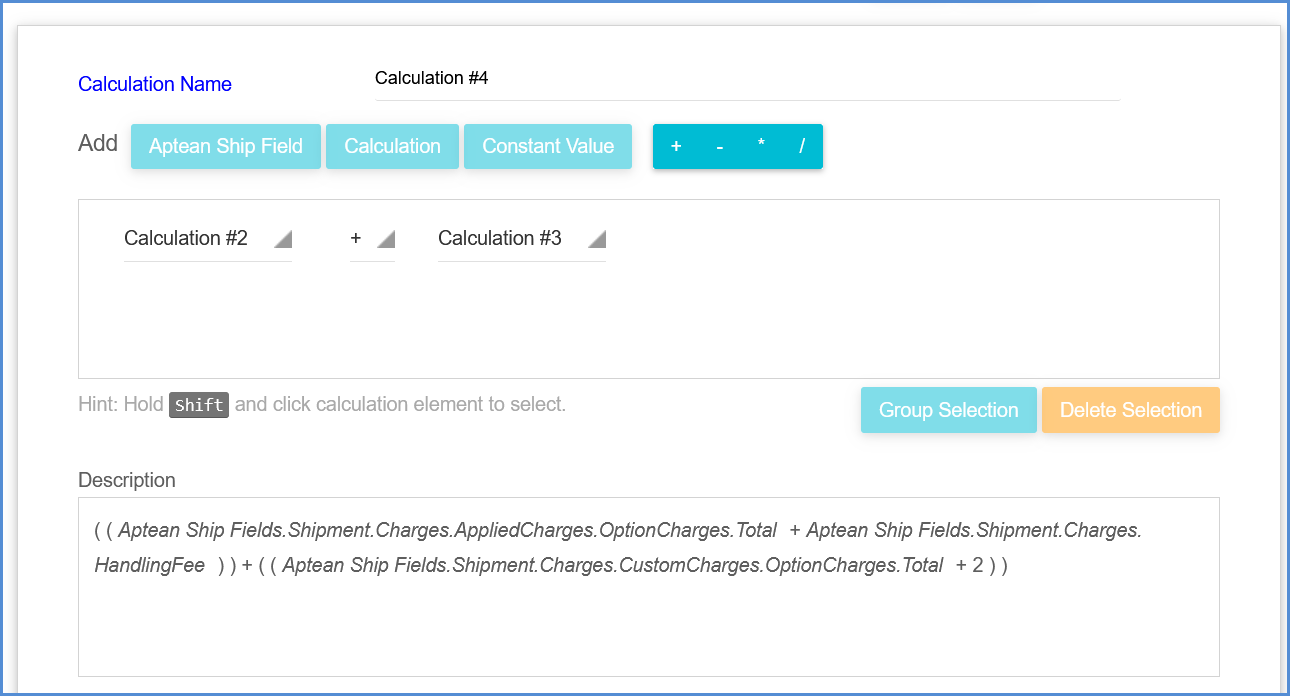 Calculation Name Calculation #4
Add Aptean Ship Field Calculation Constant Value + - * /
Calculation #2 + Calculation #3
Hint: Hold Shift and click calculation element to select. Group Selection Delete Selection
Description
( ( Aptean Ship Fields.Shipment.Charges.AppliedCharges.OptionCharges.Total + Aptean Ship Fields.Shipment.Charges.
HandlingFee ) ) + ( ( Aptean Ship Fields.Shipment.Charges.CustomCharges.OptionCharges.Total + 2 ) )